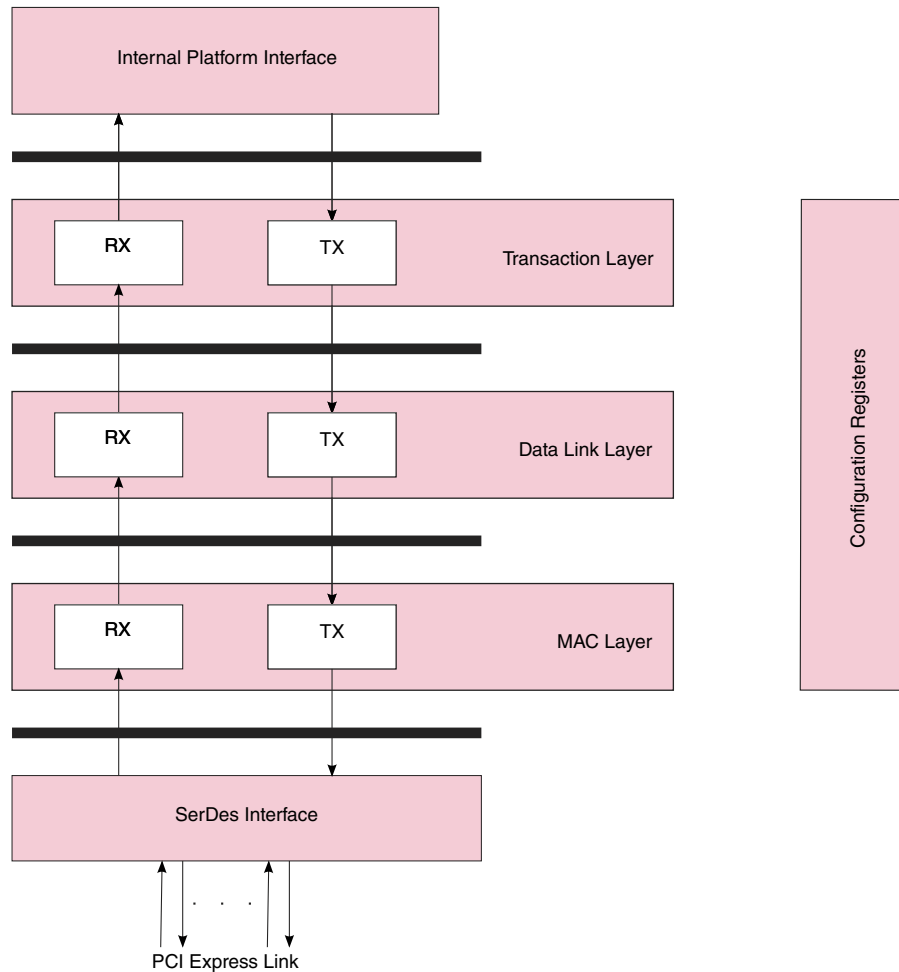 Internal Platform Interface
RX
TX
Transaction Layer
RX
TX
Data Link Layer
RX
TX
MAC Layer
Configuration Registers
SerDes Interface
. . . .
PCI Express Link